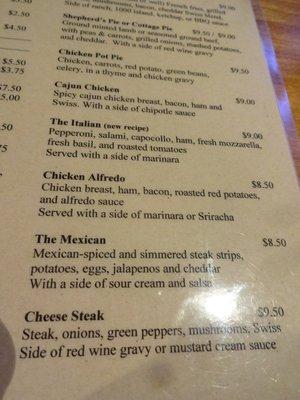 $9.00
mushrooms, bacon, cheddar Swiss blend,
Side of ranch, 1000 island, ketchup, or BBQ sauce
$2.50
Shepherd's Pie or Cottage Pie $9.50 / $9.00
Ground minted lamb or seasoned ground beef,
with peas & carrots, grilled onions, mashed potatoes,
and cheddar. With a side of red wine gravy
$4.50
Chicken Pot Pie $9.50
Chicken, carrots, red potato, green beans,
celery, in a thyme and chicken gravy
$5.50
$3.75
Cajun Chicken $9.00
Spicy cajun chicken breast, bacon, ham and
Swiss. With a side of chipotle sauce
7.50
5.00
The Italian (new recipe) $9.00
Pepperoni, salami, capocollo, ham, fresh mozzarella,
fresh basil, and roasted tomatoes
Served with a side of marinara
.50
Chicken Alfredo $8.50
Chicken breast, ham, bacon, roasted red potatoes,
and alfredo sauce
Served with a side of marinara or Sriracha
The Mexican $8.50
Mexican-spiced and simmered steak strips,
potatoes, eggs, jalapenos and cheddar
With a side of sour cream and salsa
Cheese Steak $9.50
Steak, onions, green peppers, mushrooms, Swiss
Side of red wine gravy or mustard cream sauce